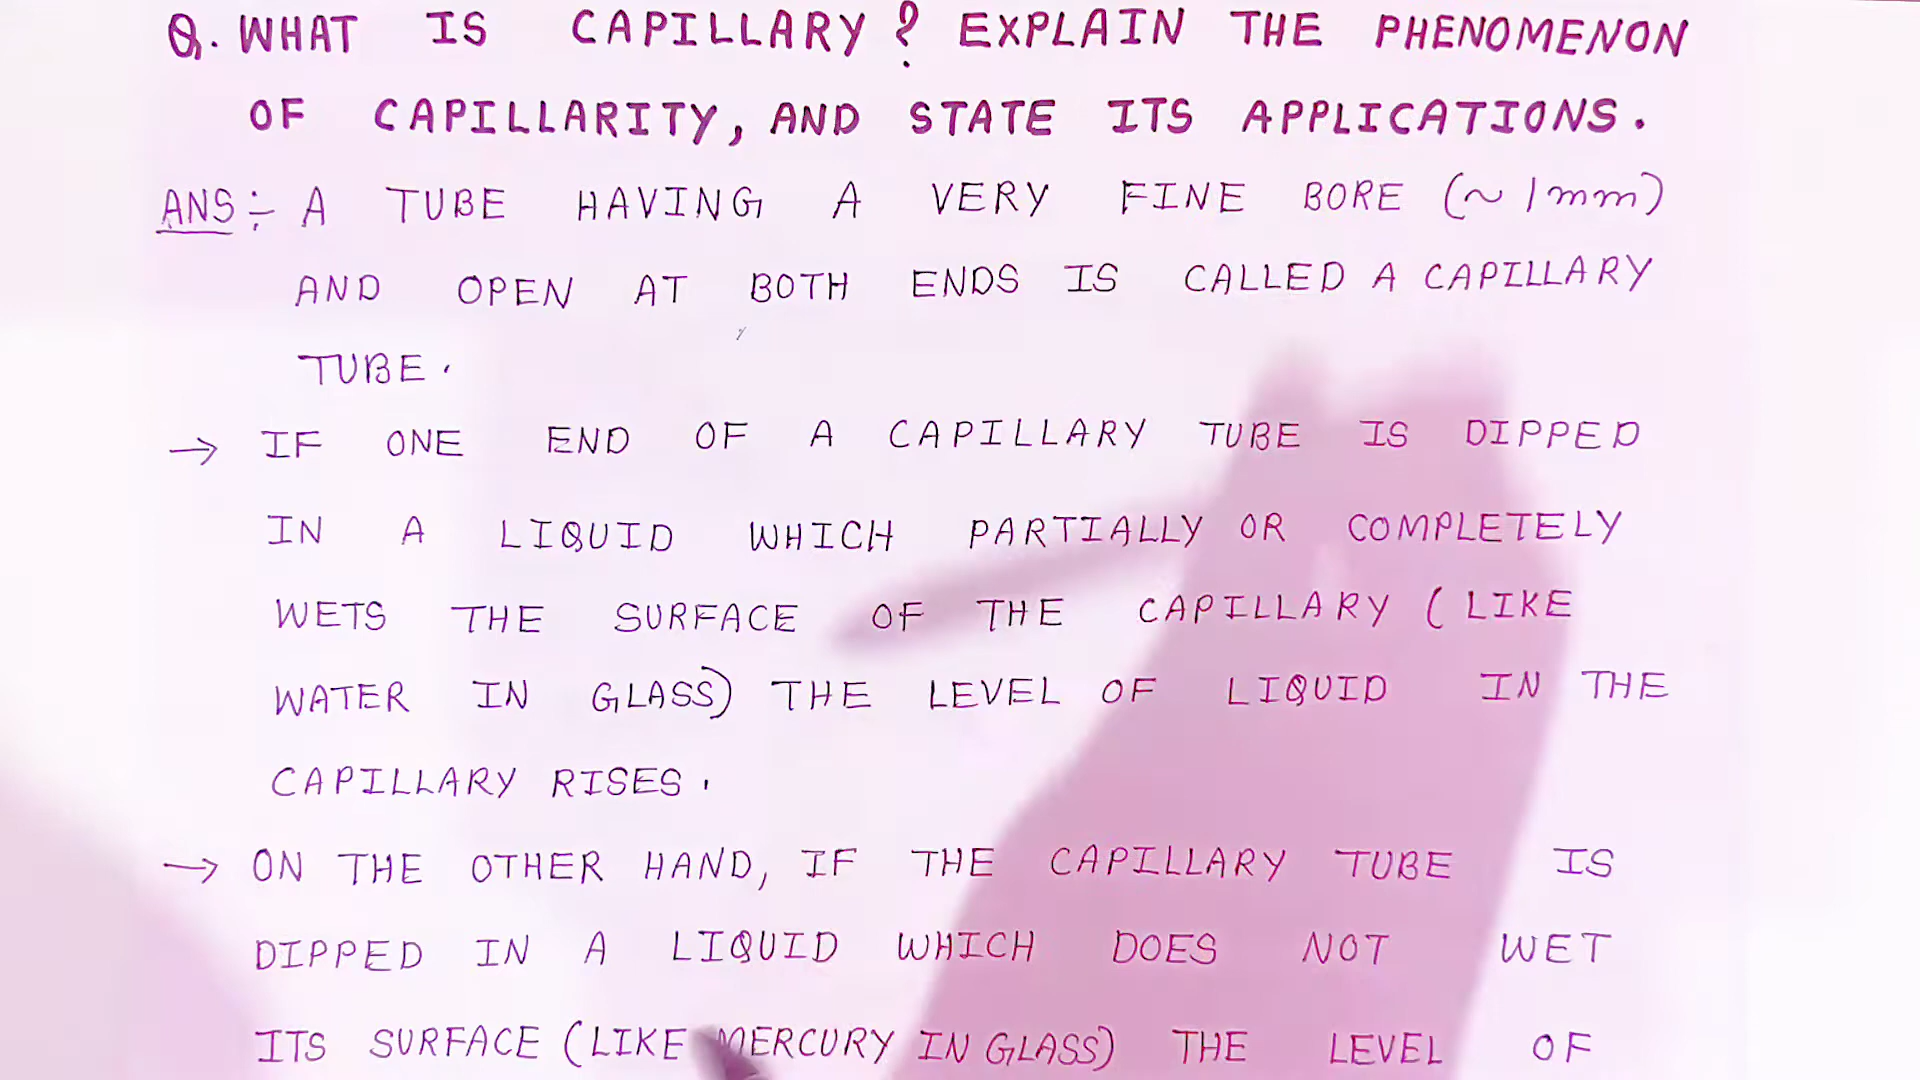 Q. WHAT IS CAPILLARY? EXPLAIN THE PHENOMENON
OF CAPILLARITY, AND STATE ITS APPLICATIONS.
ANS:- A TUBE HAVING A VERY FINE BORE (~ 1mm)
AND OPEN AT BOTH ENDS IS CALLED A CAPILLARY
TUBE.
→ IF ONE END OF A CAPILLARY TUBE IS DIPPED
IN A LIQUID WHICH PARTIALLY OR COMPLETELY
WETS THE SURFACE OF THE CAPILLARY (LIKE
WATER IN GLASS) THE LEVEL OF LIQUID IN THE
CAPILLARY RISES.
→ ON THE OTHER HAND, IF THE CAPILLARY TUBE IS
DIPPED IN A LIQUID WHICH DOES NOT WET
ITS SURFACE (LIKE MERCURY IN GLASS) THE LEVEL OF